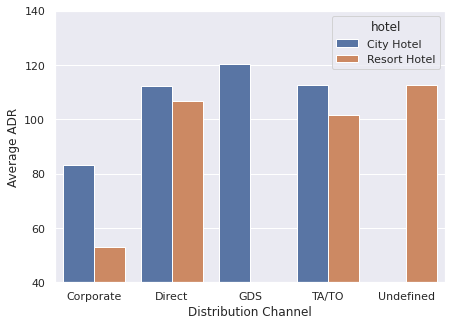 140
120
100
80
60
40
Average ADR
hotel
City Hotel
Resort Hotel
Corporate Direct GDS TA/TO Undefined
Distribution Channel